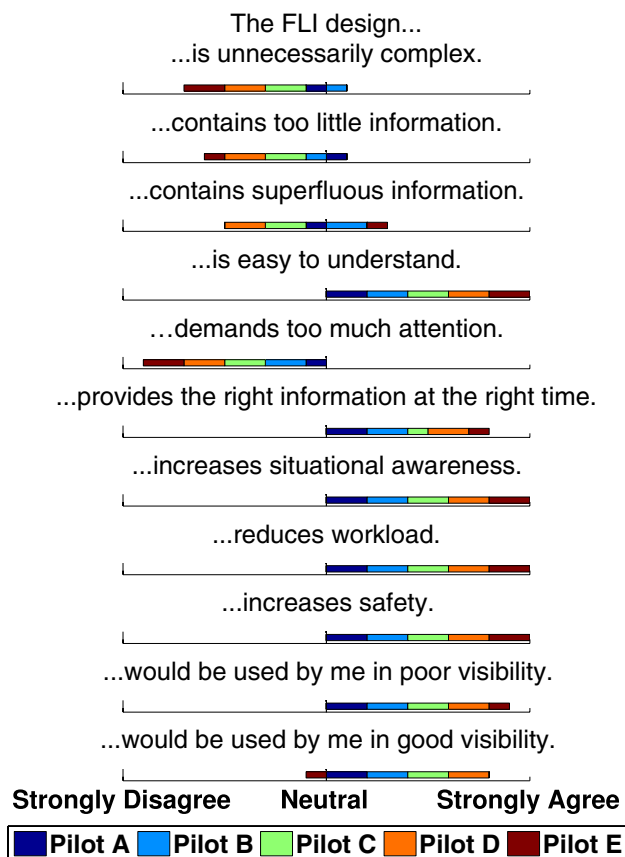 The FLI design...
...is unnecessarily complex.
...contains too little information.
...contains superfluous information.
...is easy to understand.
...demands too much attention.
...provides the right information at the right time.
...increases situational awareness.
...reduces workload.
...increases safety.
...would be used by me in poor visibility.
...would be used by me in good visibility.
Strongly Disagree Neutral Strongly Agree
Pilot A Pilot B Pilot C Pilot D Pilot E